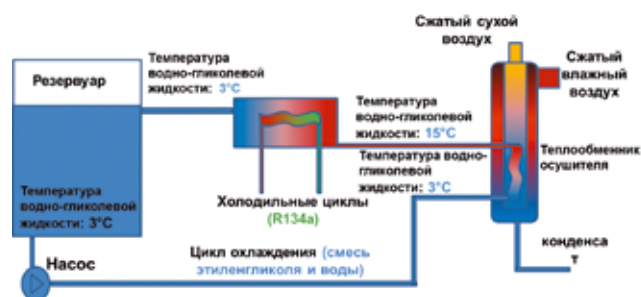 Сжатый сухой
воздух
Сжатый
влажный
воздух
Температура
водно-гликолевой
жидкости: 3°C
Резервуар
Температура
водно-гликолевой
жидкости: 15°C
Температура водно-
гликолевой
жидкости: 3°C
Теплообменник
осушителя
Температура
водно-гликолевой
жидкости: 3°C
Холодильные циклы
(R134a)
Насос
Цикл охлаждения (смесь
этиленгликоля и воды)
конденса
т